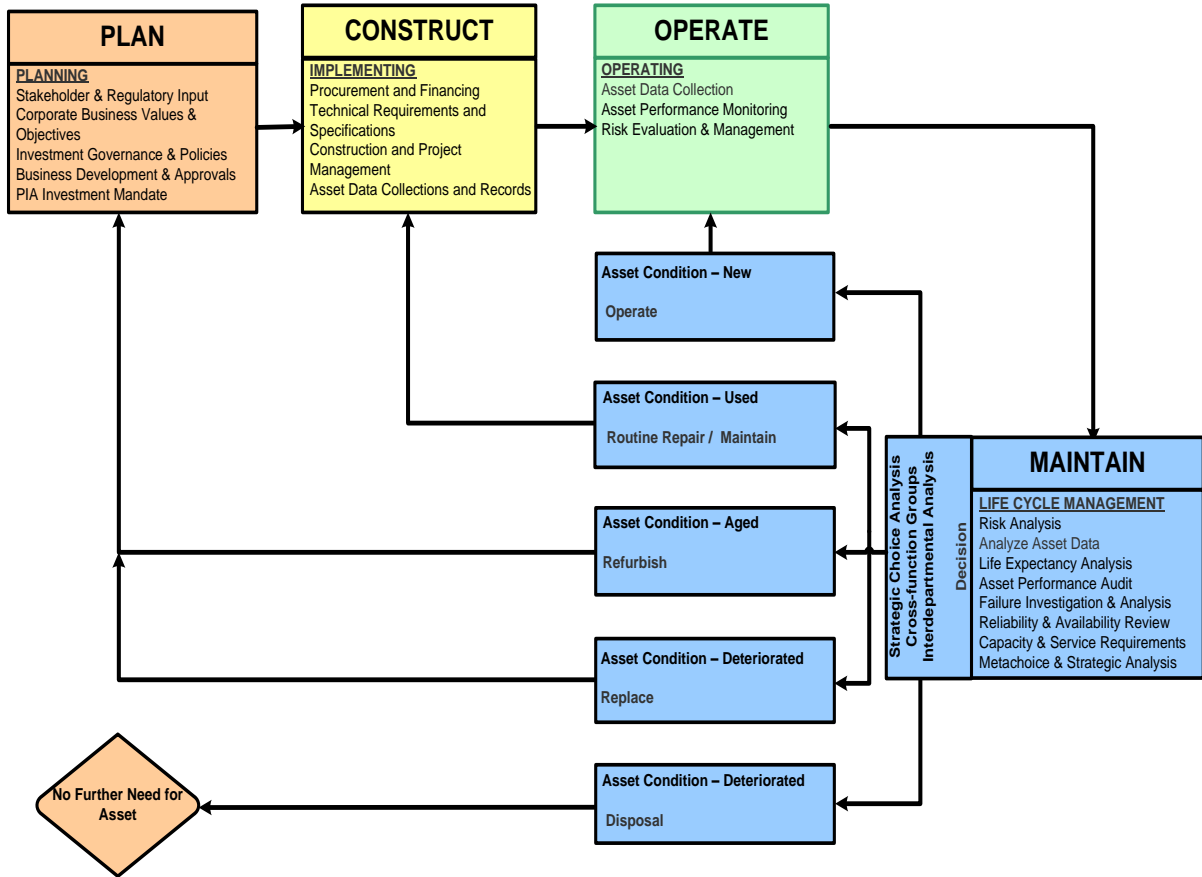 PLAN
PLANNING
Stakeholder & Regulatory Input
Corporate Business Values &
Objectives
Investment Governance & Policies
Business Development & Approvals
PIA Investment Mandate
CONSTRUCT
IMPLEMENTING
Procurement and Financing
Technical Requirements and
Specifications
Construction and Project
Management
Asset Data Collections and Records
OPERATE
OPERATING
Asset Data Collection
Asset Performance Monitoring
Risk Evaluation & Management
Asset Condition – New
Operate
Asset Condition – Used
Routine Repair / Maintain
Asset Condition – Aged
Refurbish
Asset Condition – Deteriorated
Replace
Asset Condition – Deteriorated
Disposal
No Further Need for
Asset
Strategic Choice Analysis
Cross-function Groups
Interdepartmental Analysis
Decision
MAINTAIN
LIFE CYCLE MANAGEMENT
Risk Analysis
Analyze Asset Data
Life Expectancy Analysis
Asset Performance Audit
Failure Investigation & Analysis
Reliability & Availability Review
Capacity & Service Requirements
Metachoice & Strategic Analysis